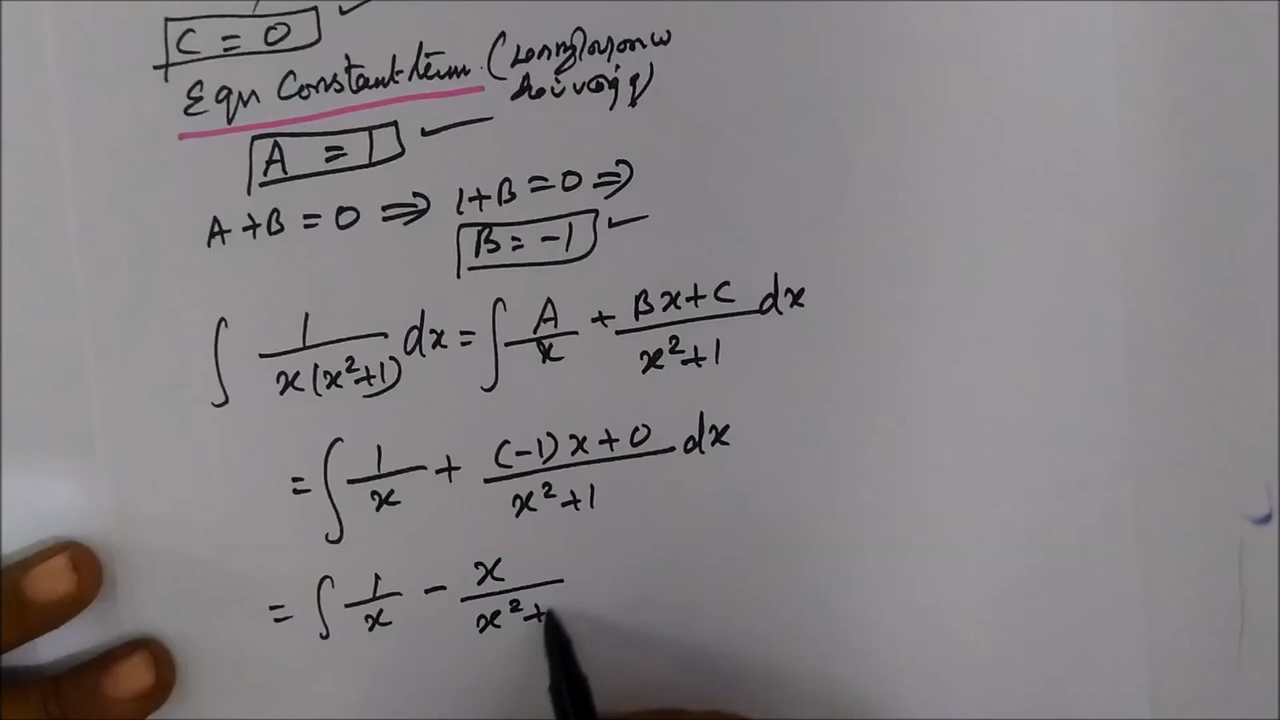 C = 0
Equ Constant term (
A = 1
A + B = 0 ⇒ 1 + B = 0 ⇒
B = -1
∫ 1/(x(x²+1)) dx = ∫ A/x + (Bx+C)/(x²+1) dx
= ∫ 1/x + ((-1)x+0)/(x²+1) dx
= ∫ 1/x - x/(x²+